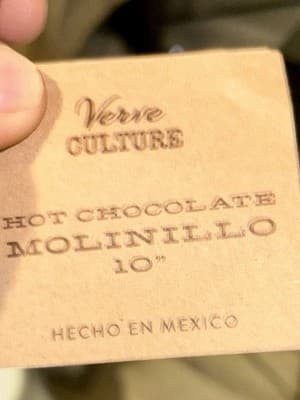 Verve
CULTURE
HOT CHOCOLATE
MOLINILLO
10"
HECHO EN MEXICO